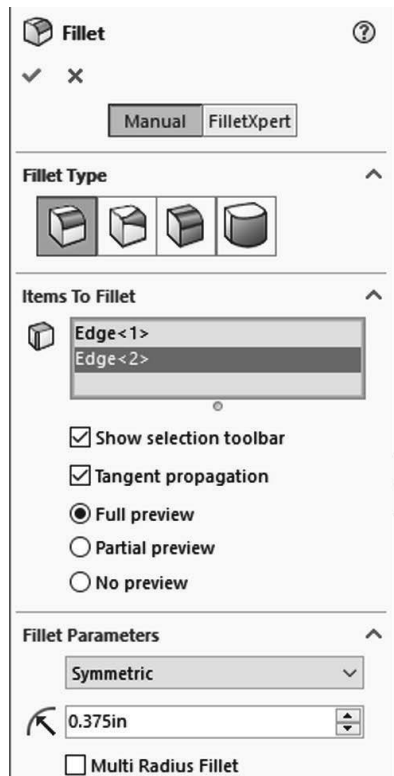 Fillet
Manual FilletXpert
Fillet Type
Items To Fillet
Edge<1>
Edge<2>
Show selection toolbar
Tangent propagation
Full preview
Partial preview
No preview
Fillet Parameters
Symmetric
0.375in
Multi Radius Fillet